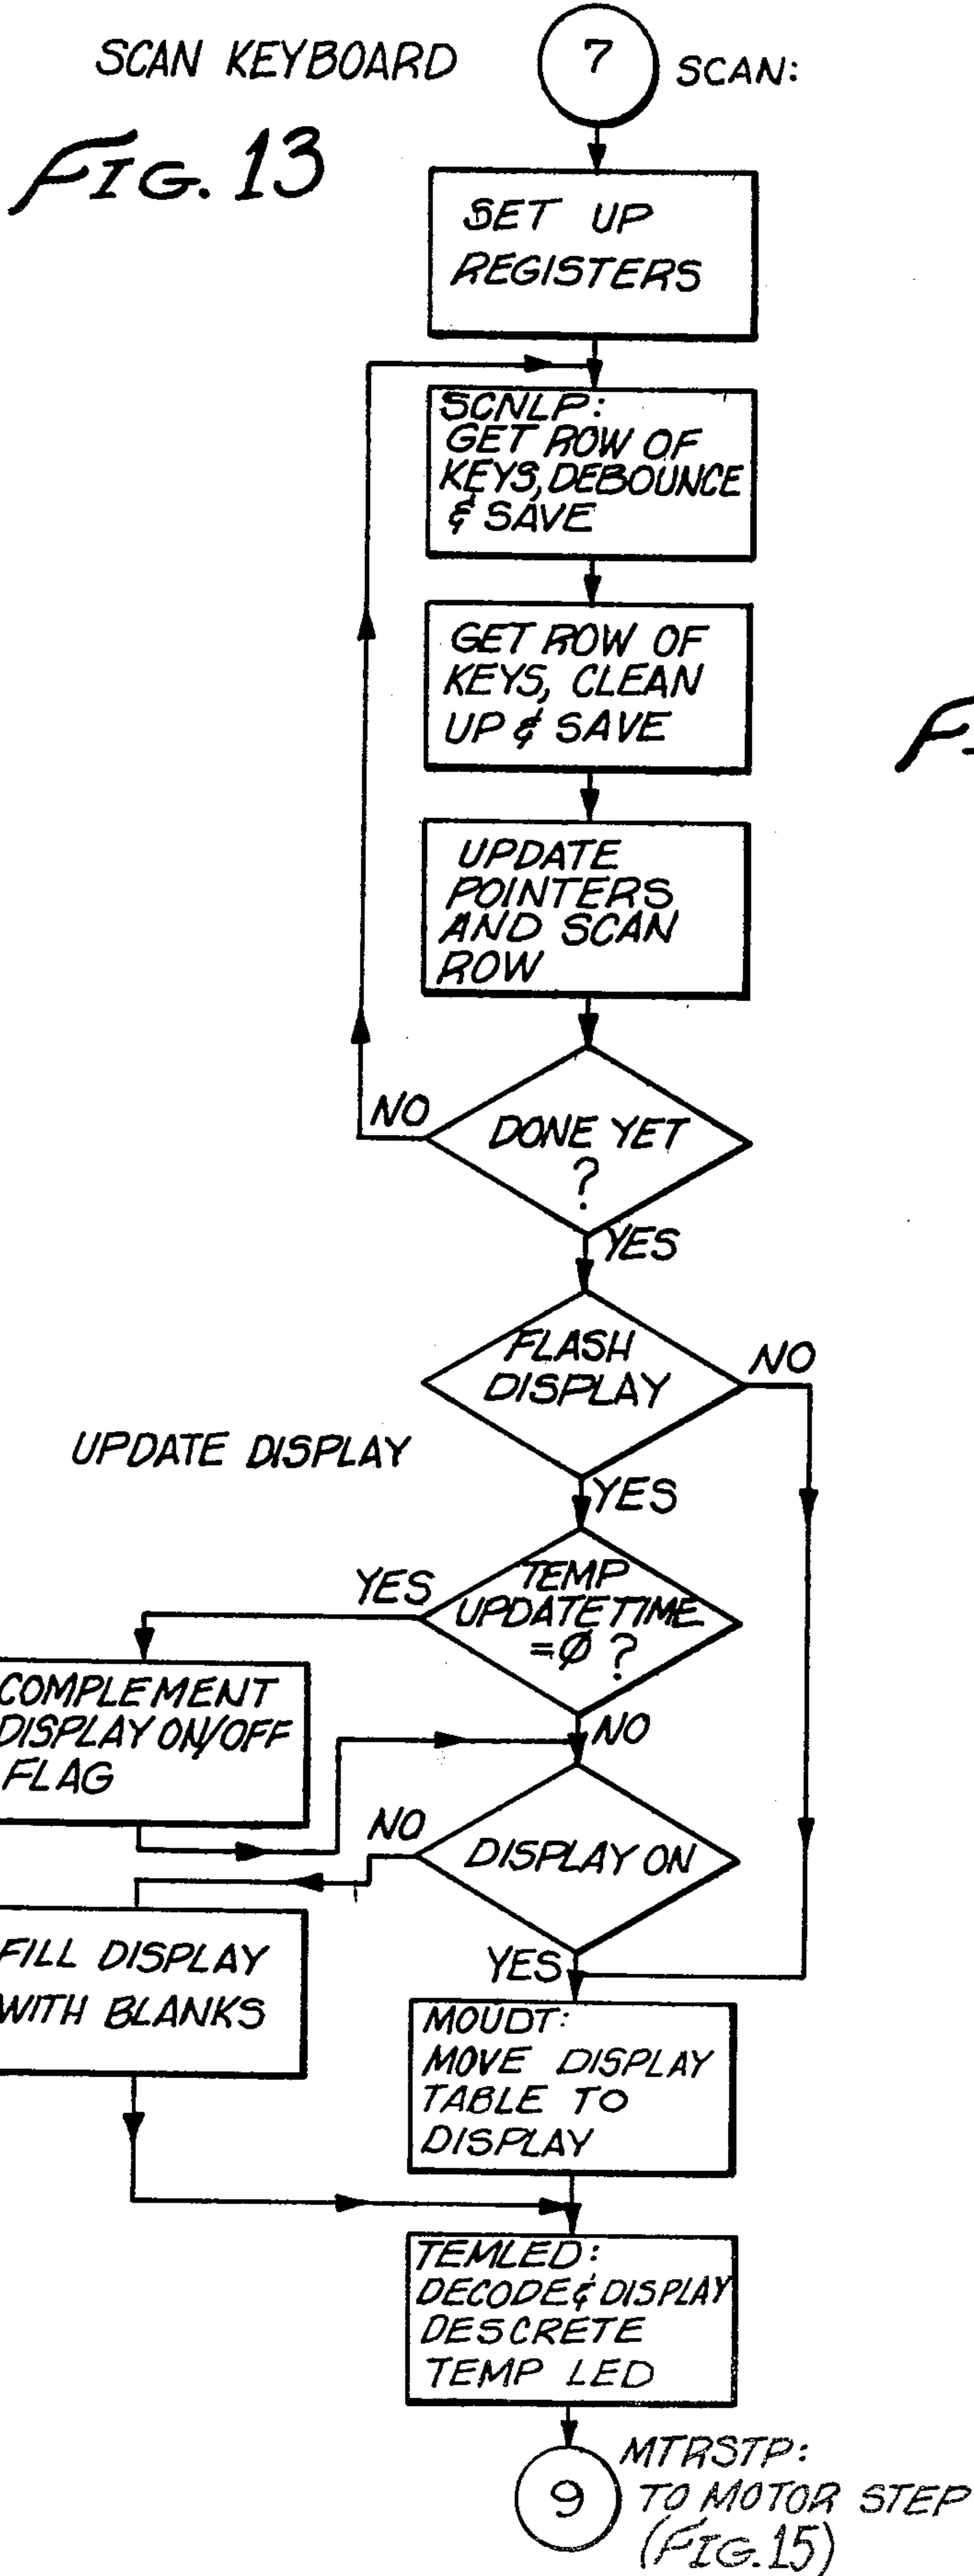 SCAN KEYBOARD
7
SCAN:
FIG. 13
SET UP
REGISTERS
SCNLP:
GET ROW OF
KEYS, DEBOUNCE
& SAVE
GET ROW OF
KEYS, CLEAN
UP & SAVE
UPDATE
POINTERS
AND SCAN
ROW
NO
DONE YET
?
YES
FLASH
DISPLAY
NO
UPDATE DISPLAY
YES
YES
TEMP
UPDATE TIME
=Ø ?
COMPLEMENT
DISPLAY ON/OFF
FLAG
NO
NO
DISPLAY ON
FILL DISPLAY
WITH BLANKS
YES
MOUDT:
MOVE DISPLAY
TABLE TO
DISPLAY
TEMLED:
DECODE & DISPLAY
DESCRETE
TEMP LED
9
MTRSTP:
TO MOTOR STEP
(FIG. 15)